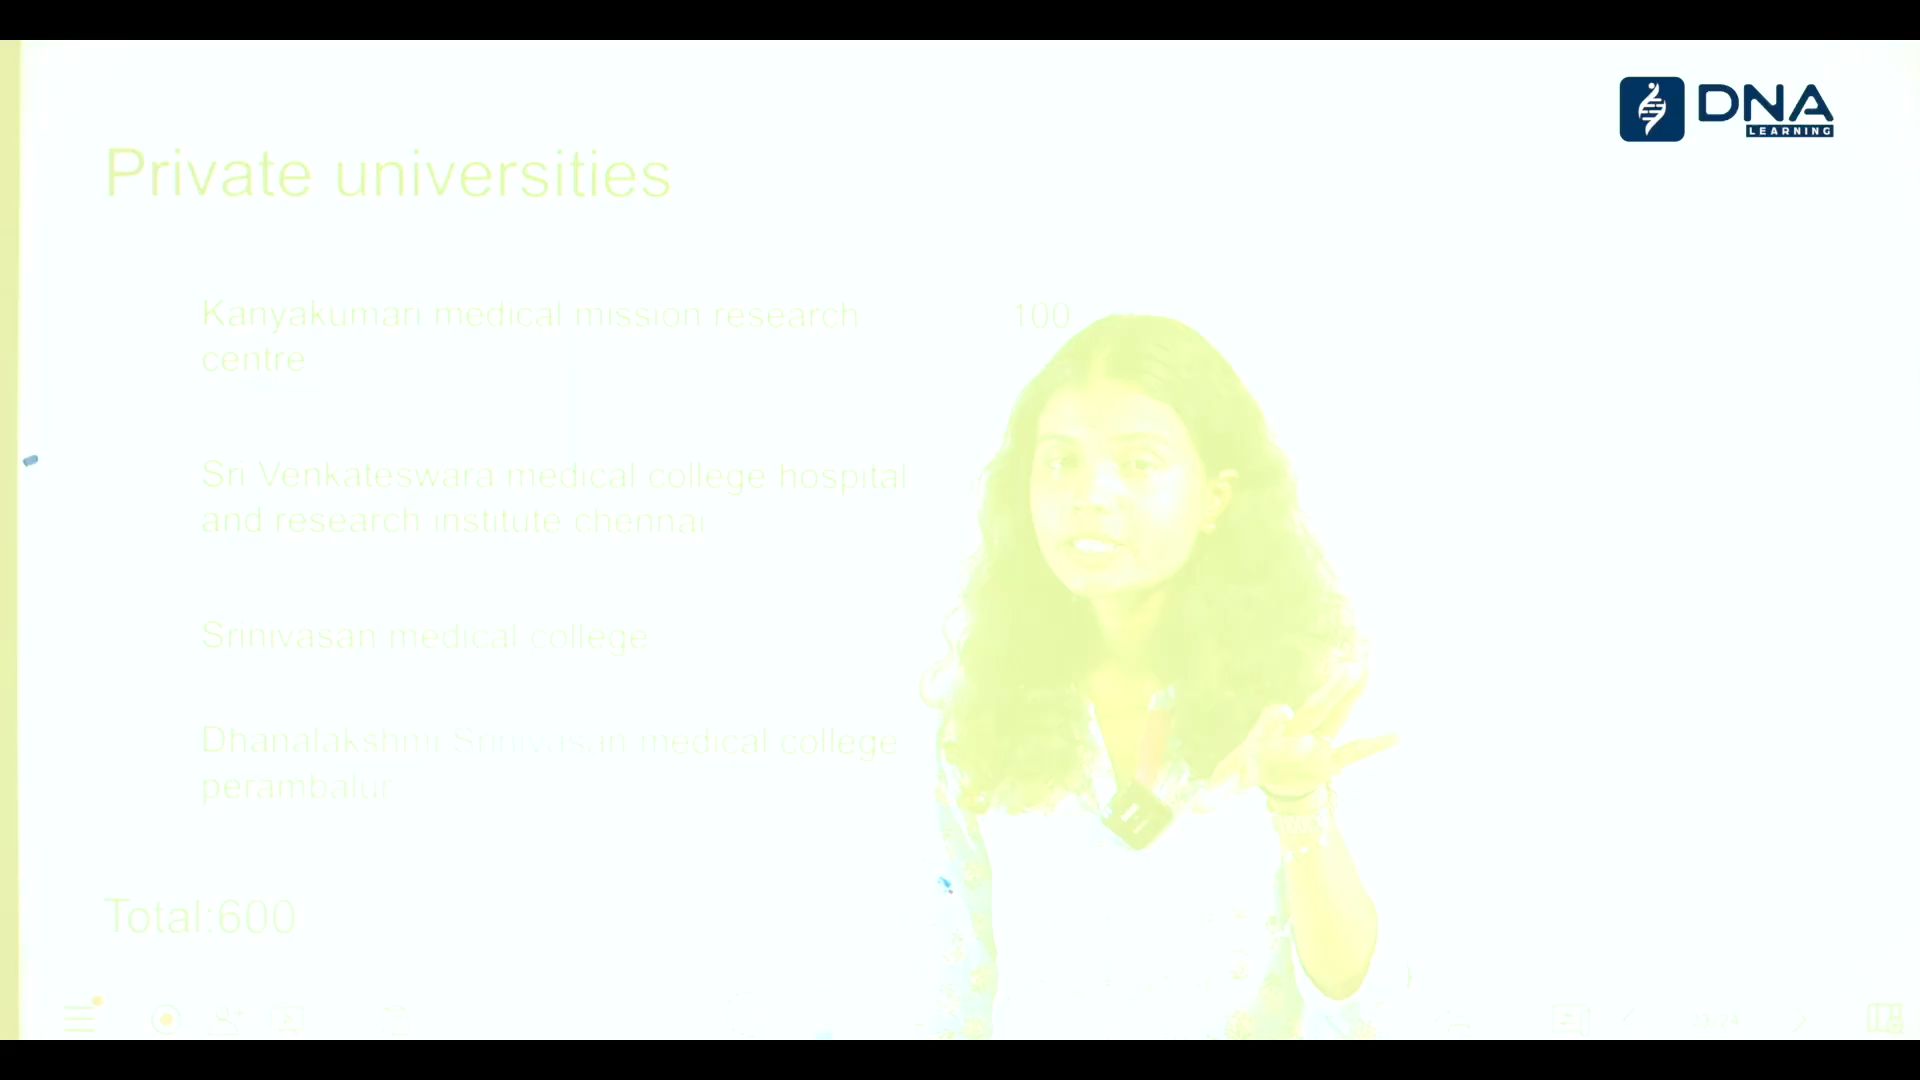 DNA
LEARNING
Private universities
Kanyakumari medical mission research 100
centre
Sri Venkateswara medical college hospital
and research institute chennai
Srinivasan medical college
Dhanalakshmi Srinivasan medical college
perambalur
Total:600